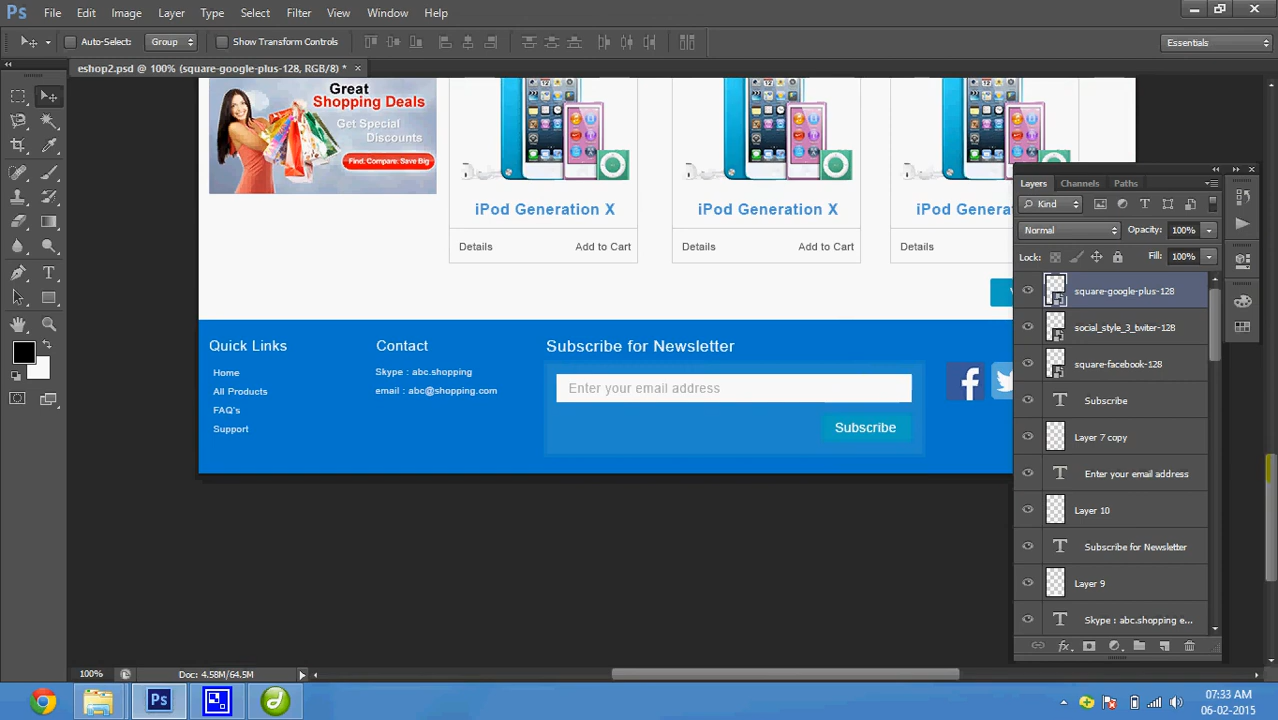 Ps File Edit Image Layer Type Select Filter View Window Help
Auto-Select: Group Show Transform Controls Essentials
eshop2.psd @ 100% (square-google-plus-128, RGB/8) * ×
Great
Shopping Deals
Get Special
Discounts
Find. Compare. Save Big
iPod Generation X iPod Generation X iPod Genera
Details Add to Cart Details Add to Cart Details
Quick Links
Home
All Products
FAQ's
Support
Contact
Skype : abc.shopping
email : abc@shopping.com
Subscribe for Newsletter
Enter your email address
Subscribe
Layers Channels Paths
Kind
Normal Opacity: 100%
Lock: Fill: 100%
square-google-plus-128
social_style_3_twiter-128
square-facebook-128
T Subscribe
Layer 7 copy
T Enter your email address
Layer 10
T Subscribe for Newsletter
Layer 9
T Skype : abc.shopping e...
fx
100% Doc: 4.58M/64.5M
Ps
07:33 AM
06-02-2015